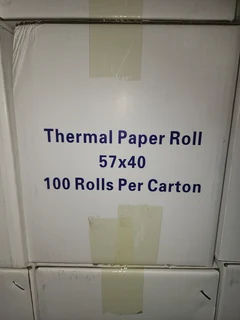 Thermal Paper Roll
57x40
100 Rolls Per Carton